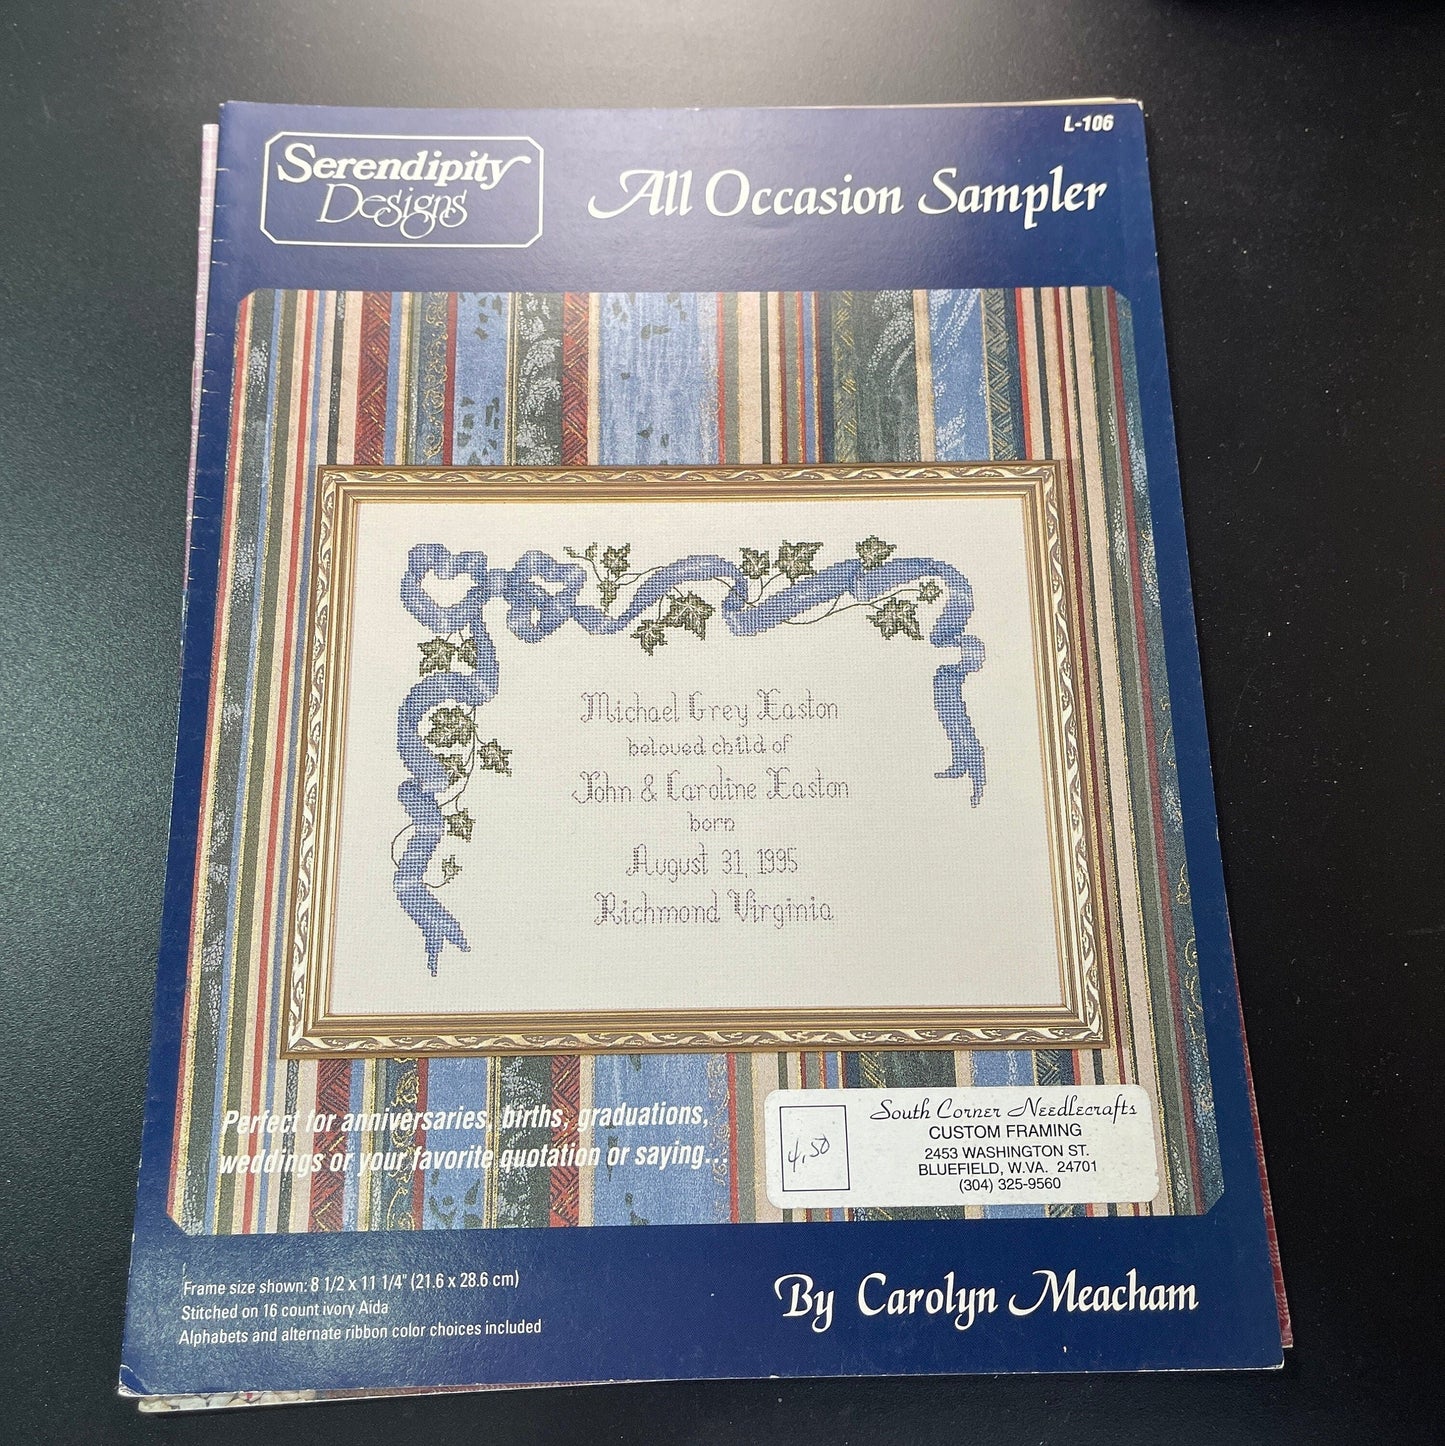 L-106
Serendipity
Designs
All Occasion Sampler
Michael Grey Easton
beloved child of
John & Caroline Easton
born
August 31, 1995
Richmond Virginia
Perfect for anniversaries, births, graduations,
weddings or your favorite quotation or saying...
4.50
South Corner Needlecrafts
CUSTOM FRAMING
2453 WASHINGTON ST.
BLUEFIELD, W.VA. 24701
(304) 325-9560
Frame size shown: 8 1/2 x 11 1/4" (21.6 x 28.6 cm)
Stitched on 16 count ivory Aida
Alphabets and alternate ribbon color choices included
By Carolyn Meacham